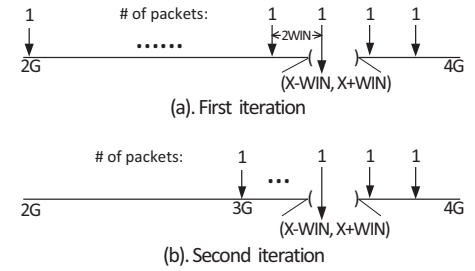 # of packets:
1 1 1 1 1
2WIN
......
2G 4G
(X-WIN, X+WIN)
(a). First iteration
# of packets:
1 1 1 1
...
2G 3G 4G
(X-WIN, X+WIN)
(b). Second iteration